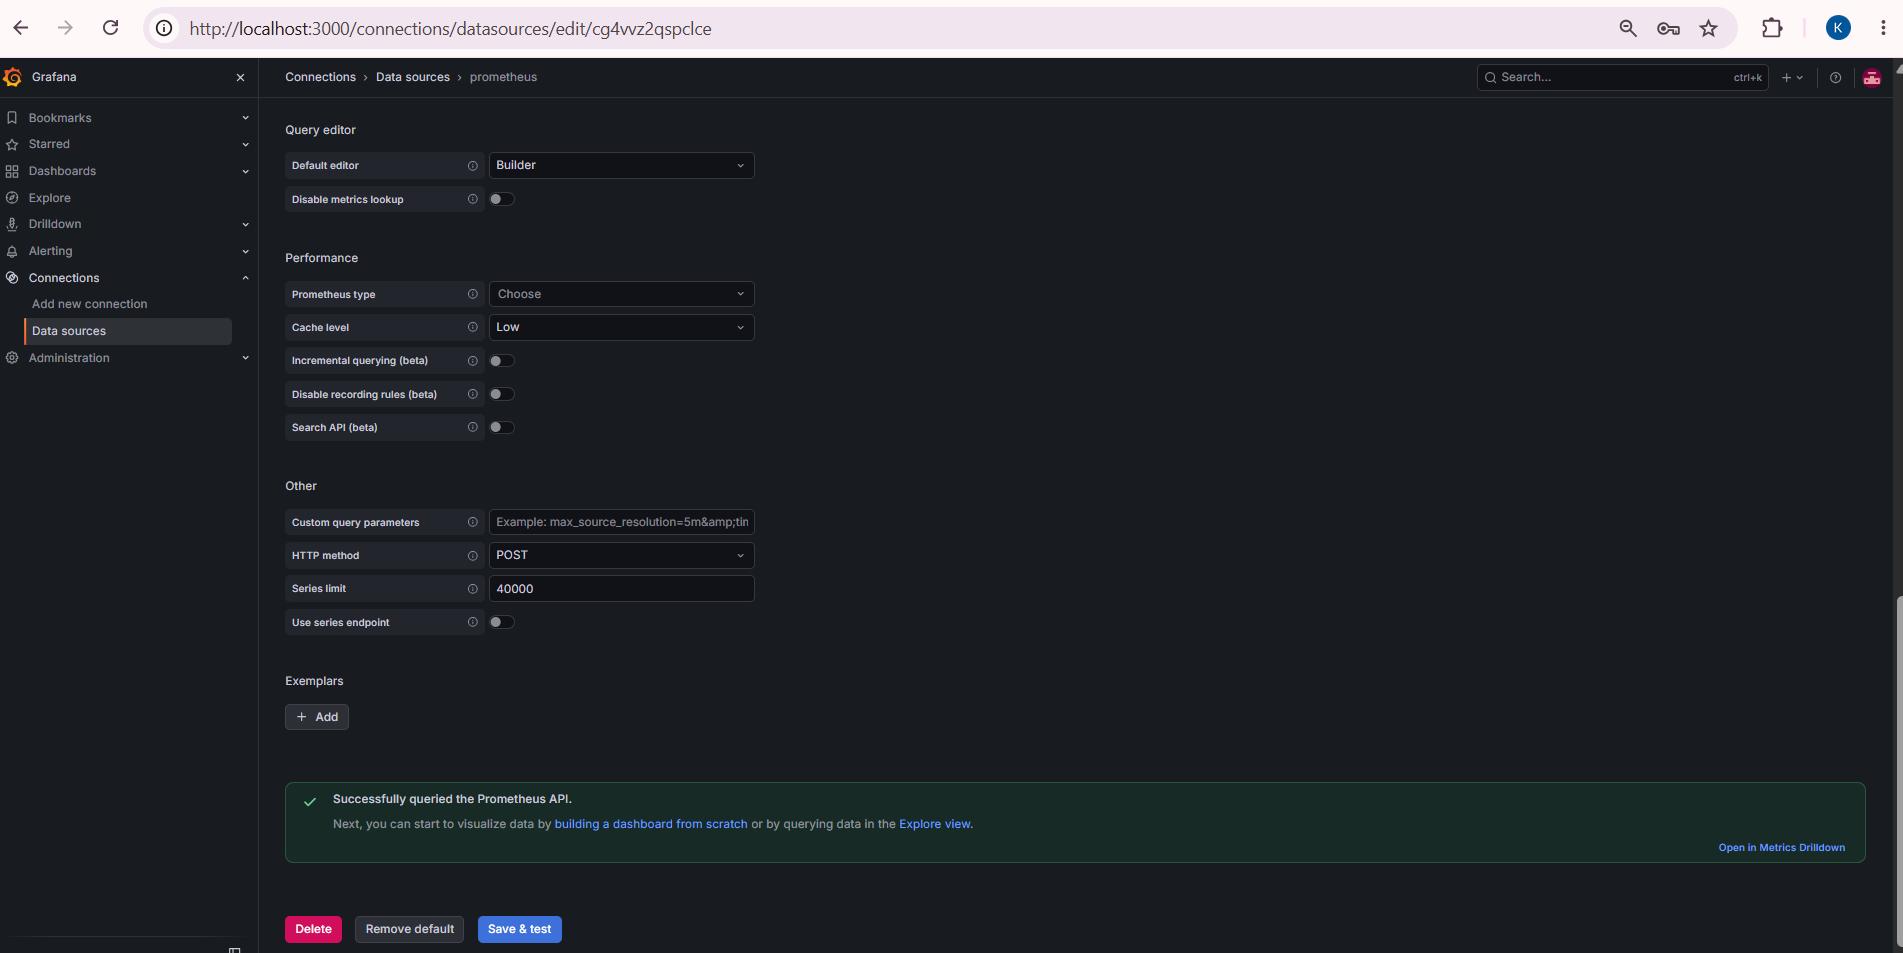 http://localhost:3000/connections/datasources/edit/cg4vvz2qspclce
K
Grafana
Connections › Data sources › prometheus
Search...
ctrl+k
Bookmarks
Starred
Dashboards
Explore
Drilldown
Alerting
Connections
Add new connection
Data sources
Administration
Query editor
Default editor
Builder
Disable metrics lookup
Performance
Prometheus type
Choose
Cache level
Low
Incremental querying (beta)
Disable recording rules (beta)
Search API (beta)
Other
Custom query parameters
Example: max_source_resolution=5m&amp;tin
HTTP method
POST
Series limit
40000
Use series endpoint
Exemplars
+ Add
Successfully queried the Prometheus API.
Next, you can start to visualize data by building a dashboard from scratch or by querying data in the Explore view.
Open in Metrics Drilldown
Delete
Remove default
Save & test